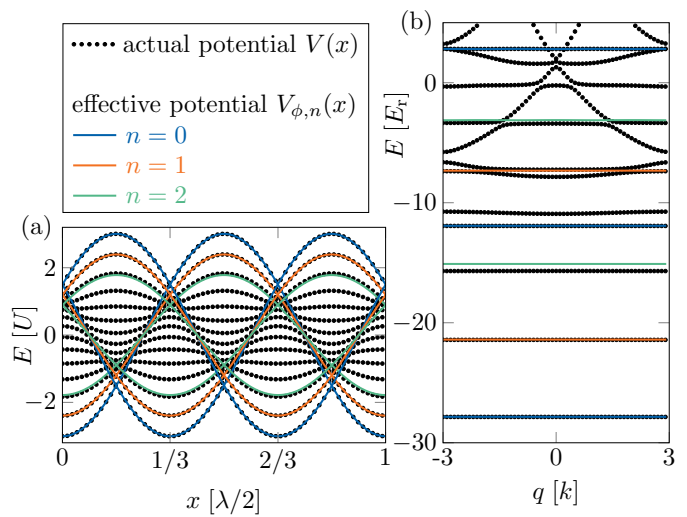 actual potential V(x)
effective potential V_{ϕ,n}(x)
n = 0
n = 1
n = 2
(a)
E [U]
2
0
−2
0
1/3
2/3
1
x [λ/2]
(b)
E [E_r]
0
−10
−20
−30
−3
0
3
q [k]